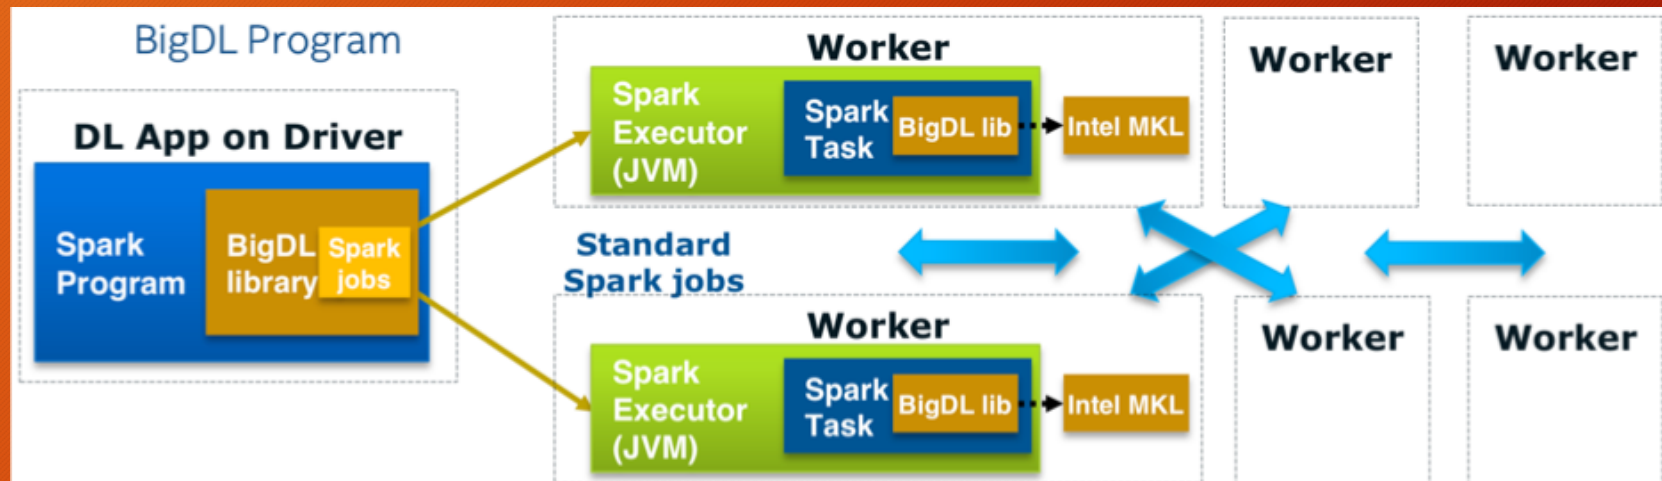 BigDL Program
DL App on Driver
Spark
Program
BigDL
library
Spark
jobs
Worker
Spark
Executor
(JVM)
Spark
Task
BigDL lib
Intel MKL
Worker
Worker
Standard
Spark jobs
Worker
Spark
Executor
(JVM)
Spark
Task
BigDL lib
Intel MKL
Worker
Worker